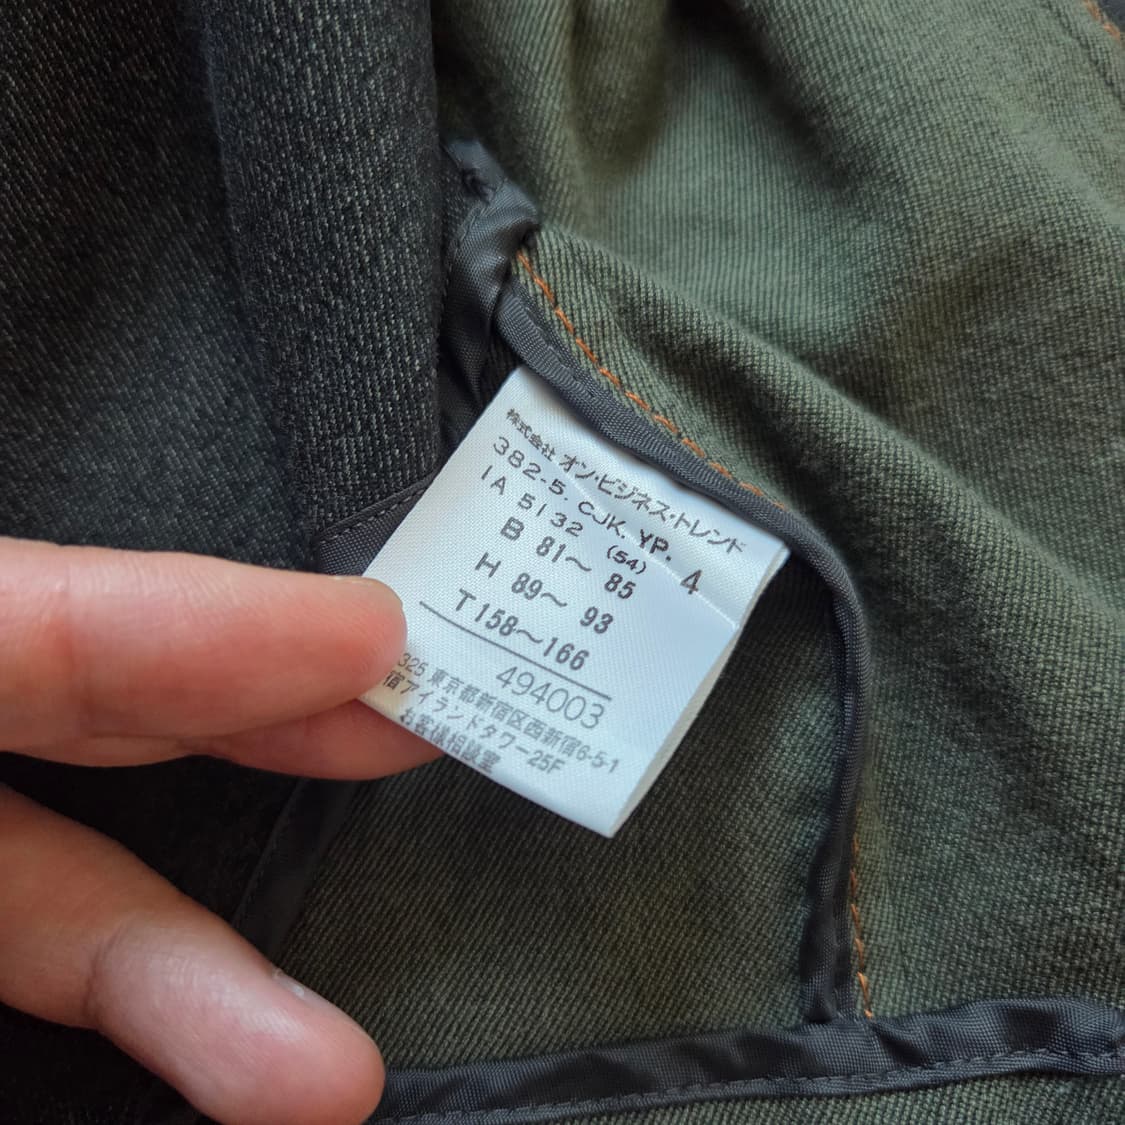 株式会社 オン・ビジネス・トレンド
382-5. CJK. YP. 4
IA 5132 (54)
B 81〜 85
H 89〜 93
T158〜166
494003
325 東京都新宿区西新宿6-5-1
宿アイランドタワー25F
お客様相談室